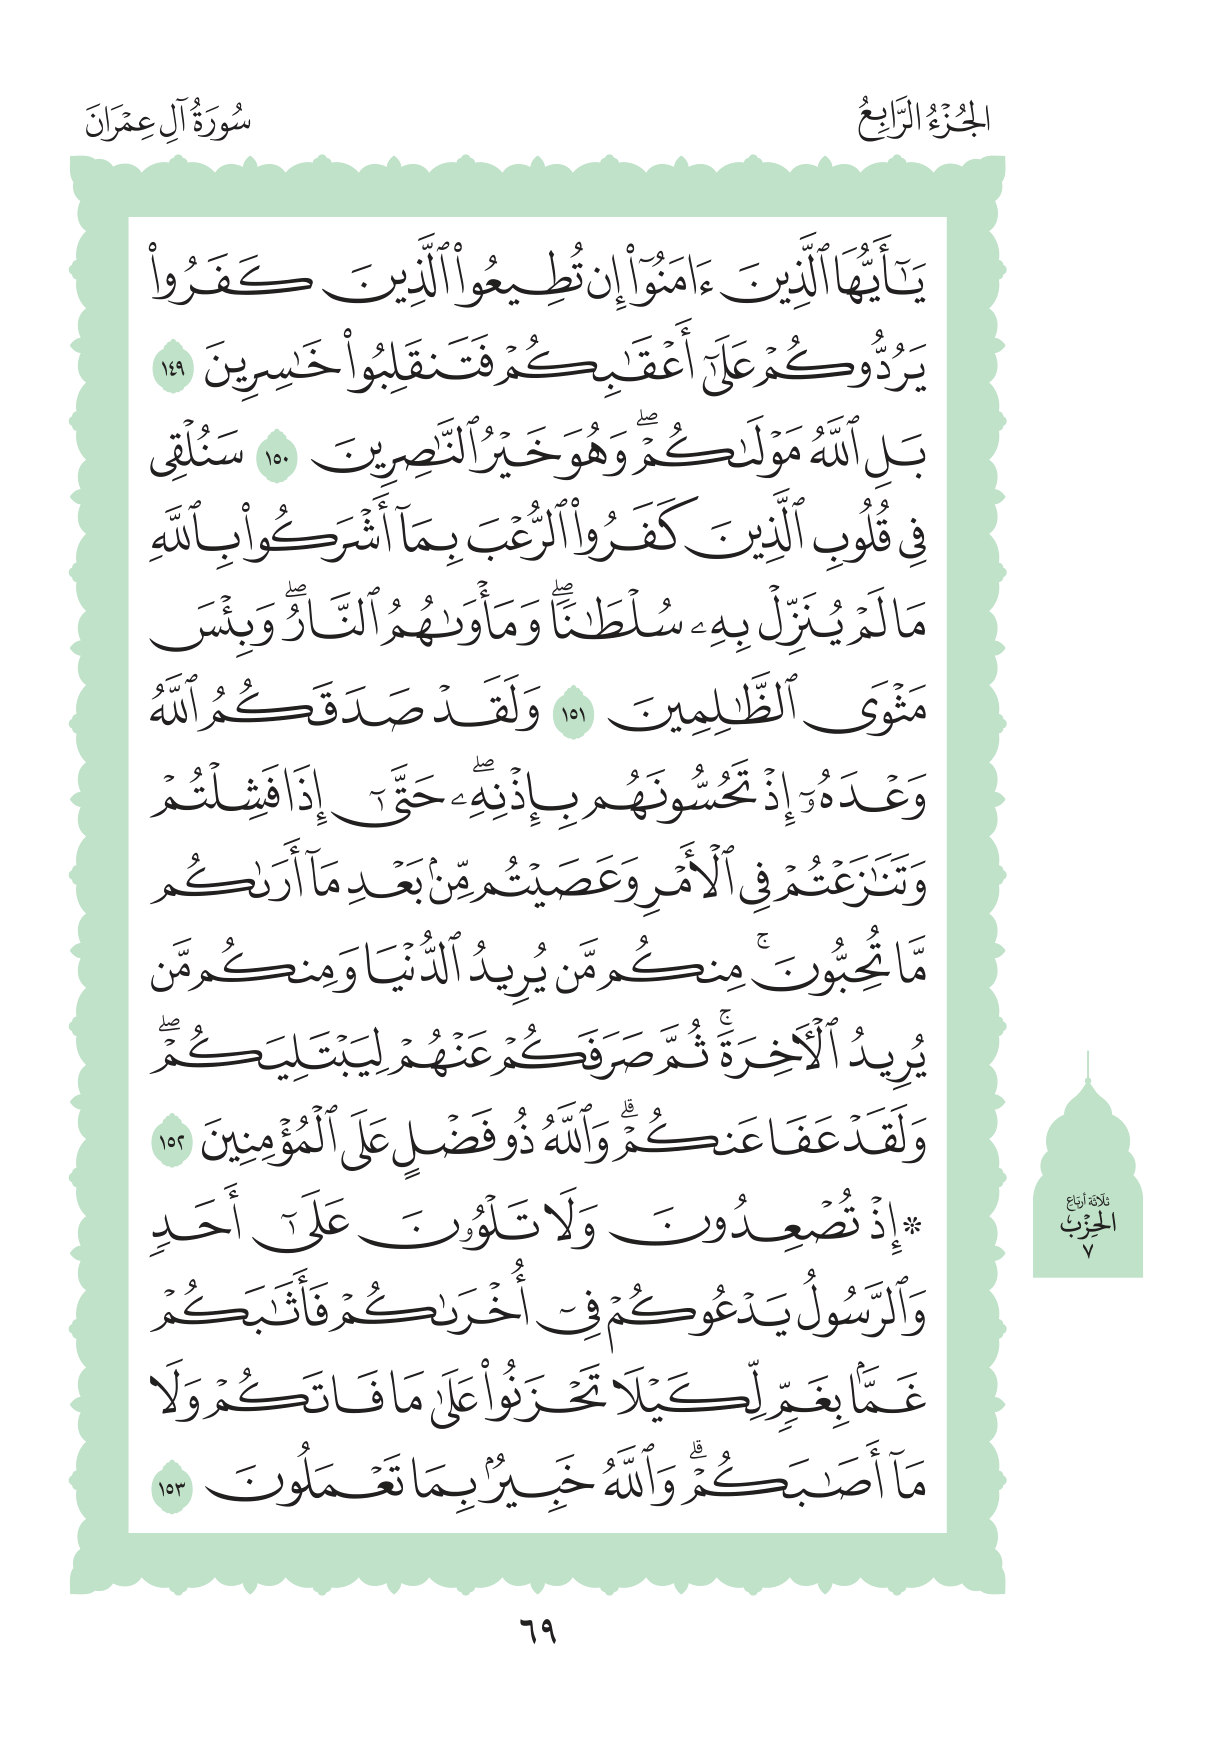 الجُزْءُ الرَّابِعُ
سُورَةُ آلِ عِمْرَانَ
يَـٰٓأَيُّهَا ٱلَّذِينَ ءَامَنُوٓا۟ إِن تُطِيعُوا۟ ٱلَّذِينَ كَفَرُوا۟
يَرُدُّوكُمْ عَلَىٰٓ أَعْقَـٰبِكُمْ فَتَنقَلِبُوا۟ خَـٰسِرِينَ ١٤٩
بَلِ ٱللَّهُ مَوْلَىٰكُمْ ۖ وَهُوَ خَيْرُ ٱلنَّـٰصِرِينَ ١٥٠ سَنُلْقِى
فِى قُلُوبِ ٱلَّذِينَ كَفَرُوا۟ ٱلرُّعْبَ بِمَآ أَشْرَكُوا۟ بِٱللَّهِ
مَا لَمْ يُنَزِّلْ بِهِۦ سُلْطَـٰنًا ۖ وَمَأْوَىٰهُمُ ٱلنَّارُ ۖ وَبِئْسَ
مَثْوَى ٱلظَّـٰلِمِينَ ١٥١ وَلَقَدْ صَدَقَكُمُ ٱللَّهُ
وَعْدَهُۥٓ إِذْ تَحُسُّونَهُم بِإِذْنِهِۦ ۖ حَتَّىٰٓ إِذَا فَشِلْتُمْ
وَتَنَـٰزَعْتُمْ فِى ٱلْأَمْرِ وَعَصَيْتُم مِّنۢ بَعْدِ مَآ أَرَىٰكُم
مَّا تُحِبُّونَ ۚ مِنكُم مَّن يُرِيدُ ٱلدُّنْيَا وَمِنكُم مَّن
يُرِيدُ ٱلْـَٔاخِرَةَ ۚ ثُمَّ صَرَفَكُمْ عَنْهُمْ لِيَبْتَلِيَكُمْ ۖ
وَلَقَدْ عَفَا عَنكُمْ ۗ وَٱللَّهُ ذُو فَضْلٍ عَلَى ٱلْمُؤْمِنِينَ ١٥٢
۞ إِذْ تُصْعِدُونَ وَلَا تَلْوُۥنَ عَلَىٰٓ أَحَدٍ
وَٱلرَّسُولُ يَدْعُوكُمْ فِىٓ أُخْرَىٰكُمْ فَأَثَـٰبَكُمْ
غَمًّۢا بِغَمٍّ لِّكَيْلَا تَحْزَنُوا۟ عَلَىٰ مَا فَاتَكُمْ وَلَا
مَآ أَصَـٰبَكُمْ ۗ وَٱللَّهُ خَبِيرٌۢ بِمَا تَعْمَلُونَ ١٥٣
ثلاثة أرباع
الحِزْب
٧
٦٩